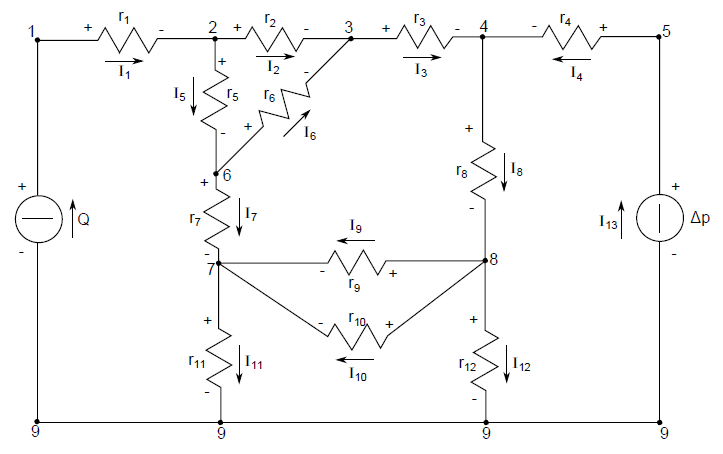 r1 r2 r3 r4
1 + - 2 + - 3 + - 4 - + 5
I1 I2 I3 I4
+ -
I5 r5 r6
- + I6 +
+ 6 r8 I8
+ r7 I7 - I13 + Δp
Q I9
- - 7 - + 8 -
r9
r10
+ - + +
r11 I11 I10 r12 I12
- -
9 9 9 9